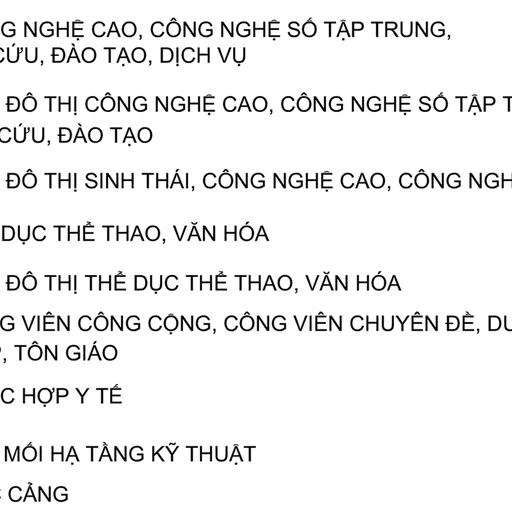 G NGHỆ CAO, CÔNG NGHỆ SỐ TẬP TRUNG,
CỨU, ĐÀO TẠO, DỊCH VỤ
ĐÔ THỊ CÔNG NGHỆ CAO, CÔNG NGHỆ SỐ TẬP T
CỨU, ĐÀO TẠO
ĐÔ THỊ SINH THÁI, CÔNG NGHỆ CAO, CÔNG NGH
DỤC THỂ THAO, VĂN HÓA
ĐÔ THỊ THỂ DỤC THỂ THAO, VĂN HÓA
G VIÊN CÔNG CỘNG, CÔNG VIÊN CHUYÊN ĐỀ, DU
, TÔN GIÁO
C HỢP Y TẾ
MỐI HẠ TẦNG KỸ THUẬT
CẢNG